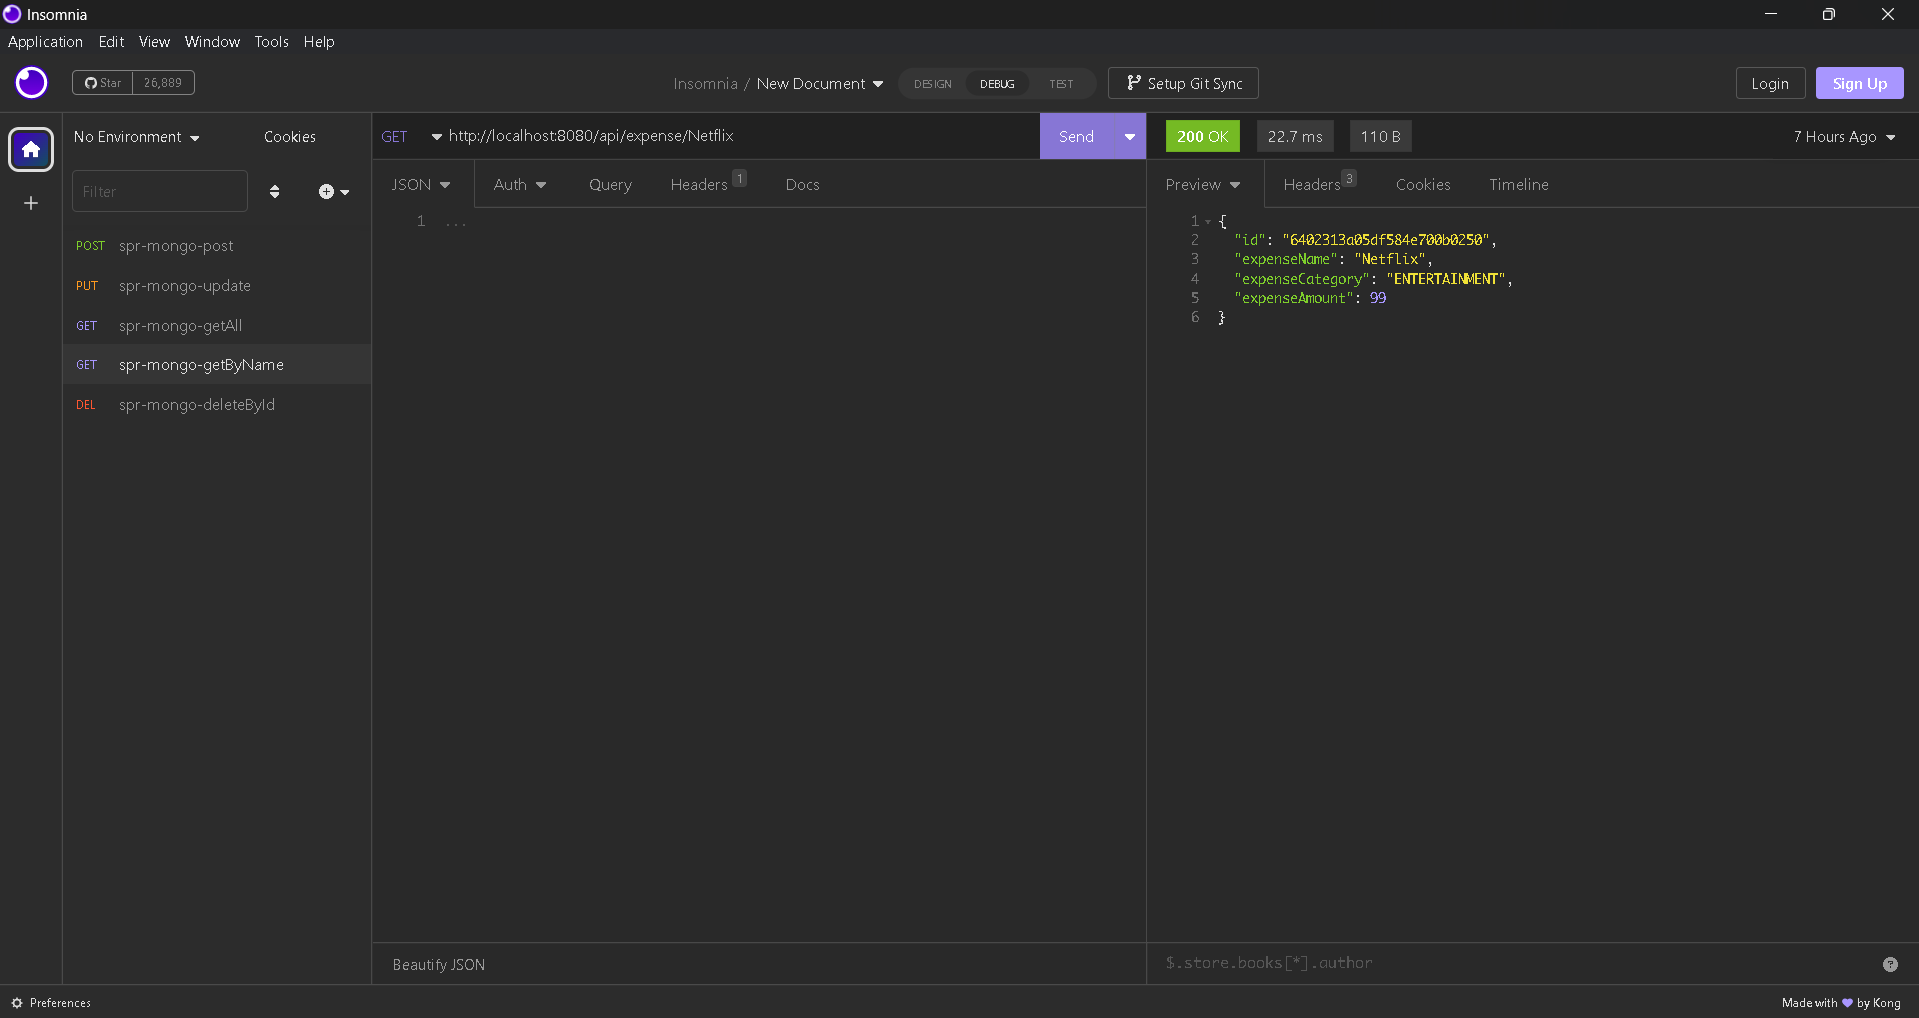 Insomnia
Application Edit View Window Tools Help
Star 26,889
Insomnia / New Document
DESIGN DEBUG TEST
Setup Git Sync
Login
Sign Up
No Environment
Cookies
Filter
POST spr-mongo-post
PUT spr-mongo-update
GET spr-mongo-getAll
GET spr-mongo-getByName
DEL spr-mongo-deleteById
GET http://localhost:8080/api/expense/Netflix
Send
JSON Auth Query Headers 1 Docs
1 ...
Beautify JSON
200 OK 22.7 ms 110 B
7 Hours Ago
Preview Headers 3 Cookies Timeline
1 {
2 "id": "6402313a05df584e700b0250",
3 "expenseName": "Netflix",
4 "expenseCategory": "ENTERTAINMENT",
5 "expenseAmount": 99
6 }
$.store.books[*].author
?
Preferences
Made with 💜 by Kong